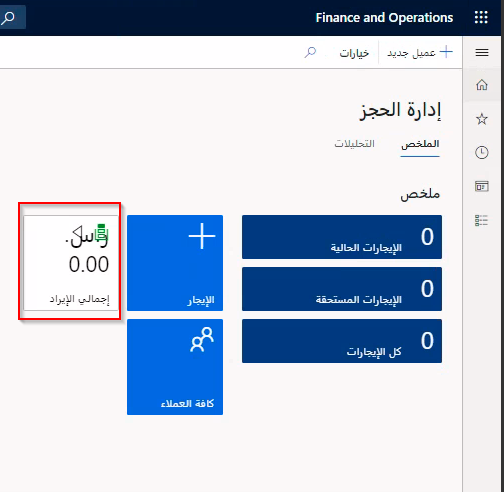 Finance and Operations
عميل جديد
خيارات
إدارة الحجز
الملخص
التحليلات
ملخص
0
الإيجارات الحالية
0
الإيجارات المستحقة
0
كل الإيجارات
الإيجار
كافة العملاء
0.00
إجمالي الإيراد